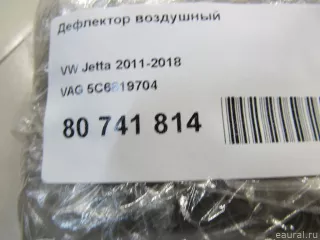 Дефлектор воздушный
VW Jetta 2011-2018
VAG 5C6819704
80 741 814
eaural.ru